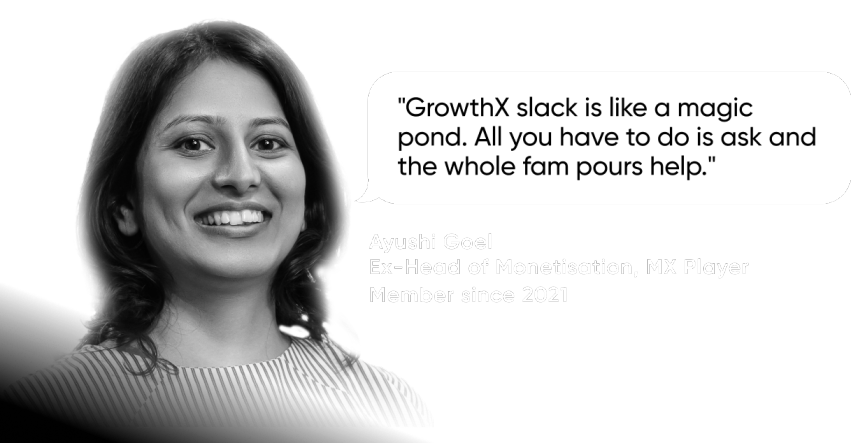 "GrowthX slack is like a magic
pond. All you have to do is ask and
the whole fam pours help."
Ayushi Goel
Ex-Head of Monetisation, MX Player
Member since 2021